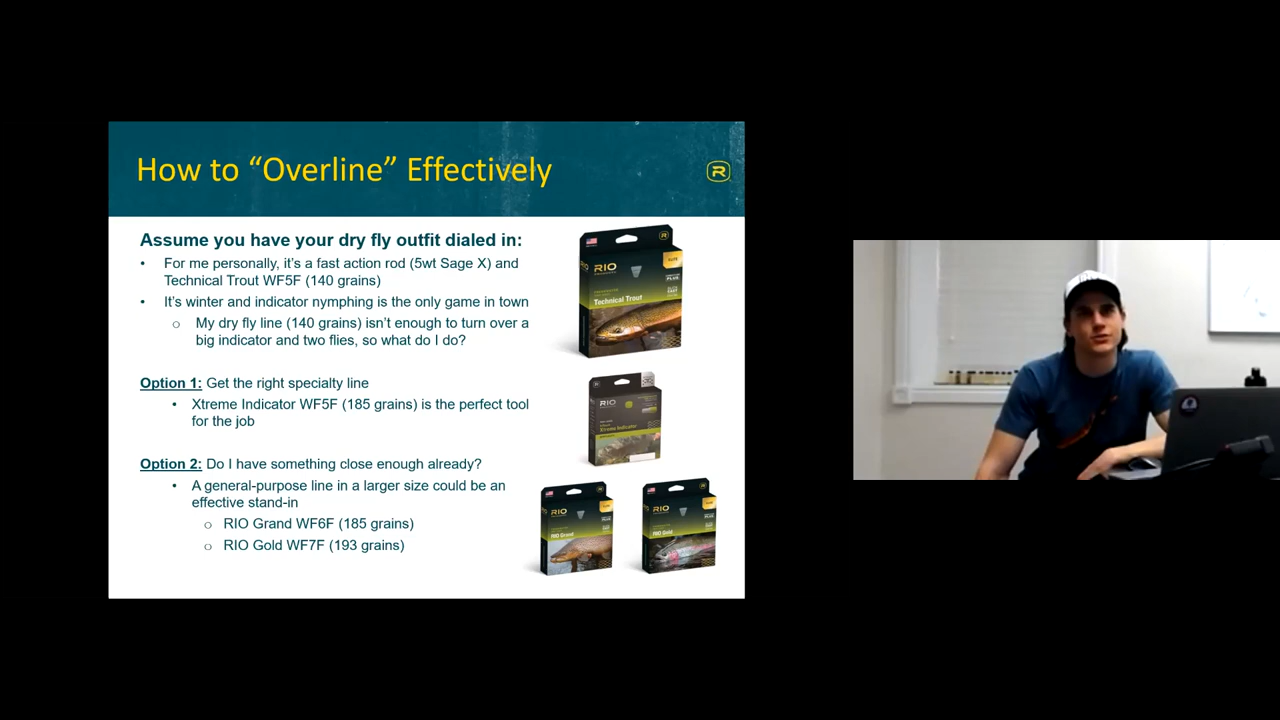 How to “Overline” Effectively
Assume you have your dry fly outfit dialed in:
• For me personally, it’s a fast action rod (5wt Sage X) and
Technical Trout WF5F (140 grains)
• It’s winter and indicator nymphing is the only game in town
o My dry fly line (140 grains) isn’t enough to turn over a
big indicator and two flies, so what do I do?
Option 1: Get the right specialty line
• Xtreme Indicator WF5F (185 grains) is the perfect tool
for the job
Option 2: Do I have something close enough already?
• A general-purpose line in a larger size could be an
effective stand-in
o RIO Grand WF6F (185 grains)
o RIO Gold WF7F (193 grains)
RIO
Technical Trout
RIO
Xtreme Indicator
RIO
RIO Grand
RIO
RIO Gold